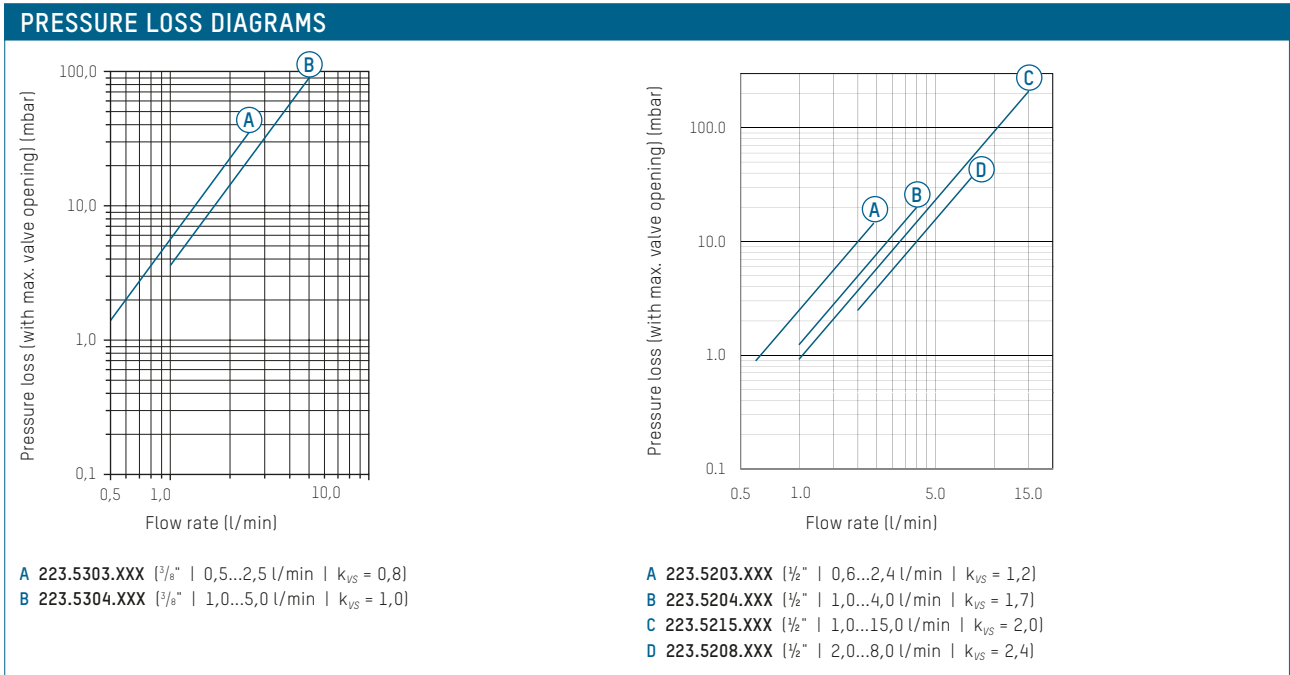 PRESSURE LOSS DIAGRAMS
Pressure loss (with max. valve opening) (mbar)
100,0
10,0
1,0
0,1
0,5
1,0
10,0
Flow rate (l/min)
A
B
A 223.5303.XXX (3/8" | 0,5...2,5 l/min | kVS = 0,8)
B 223.5304.XXX (3/8" | 1,0...5,0 l/min | kVS = 1,0)
Pressure loss (with max. valve opening) (mbar)
100.0
10.0
1.0
0.1
0.5
1.0
5.0
15.0
Flow rate (l/min)
A
B
C
D
A 223.5203.XXX (½" | 0,6...2,4 l/min | kVS = 1,2)
B 223.5204.XXX (½" | 1,0...4,0 l/min | kVS = 1,7)
C 223.5215.XXX (½" | 1,0...15,0 l/min | kVS = 2,0)
D 223.5208.XXX (½" | 2,0...8,0 l/min | kVS = 2,4)